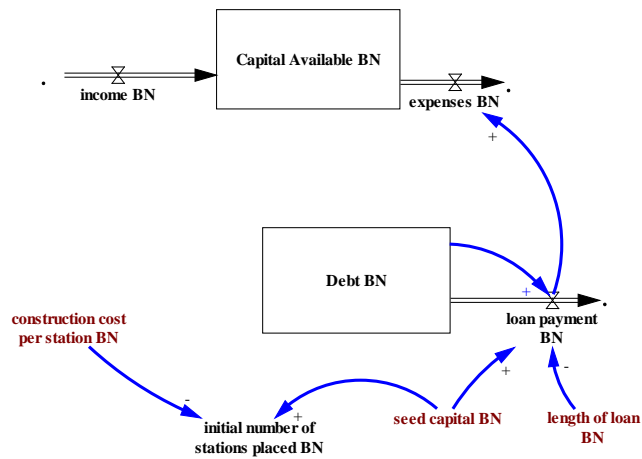 Capital Available BN
income BN
expenses BN
+
Debt BN
+
loan payment
BN
construction cost
per station BN
-
+
-
+
seed capital BN
length of loan
BN
initial number of
stations placed BN